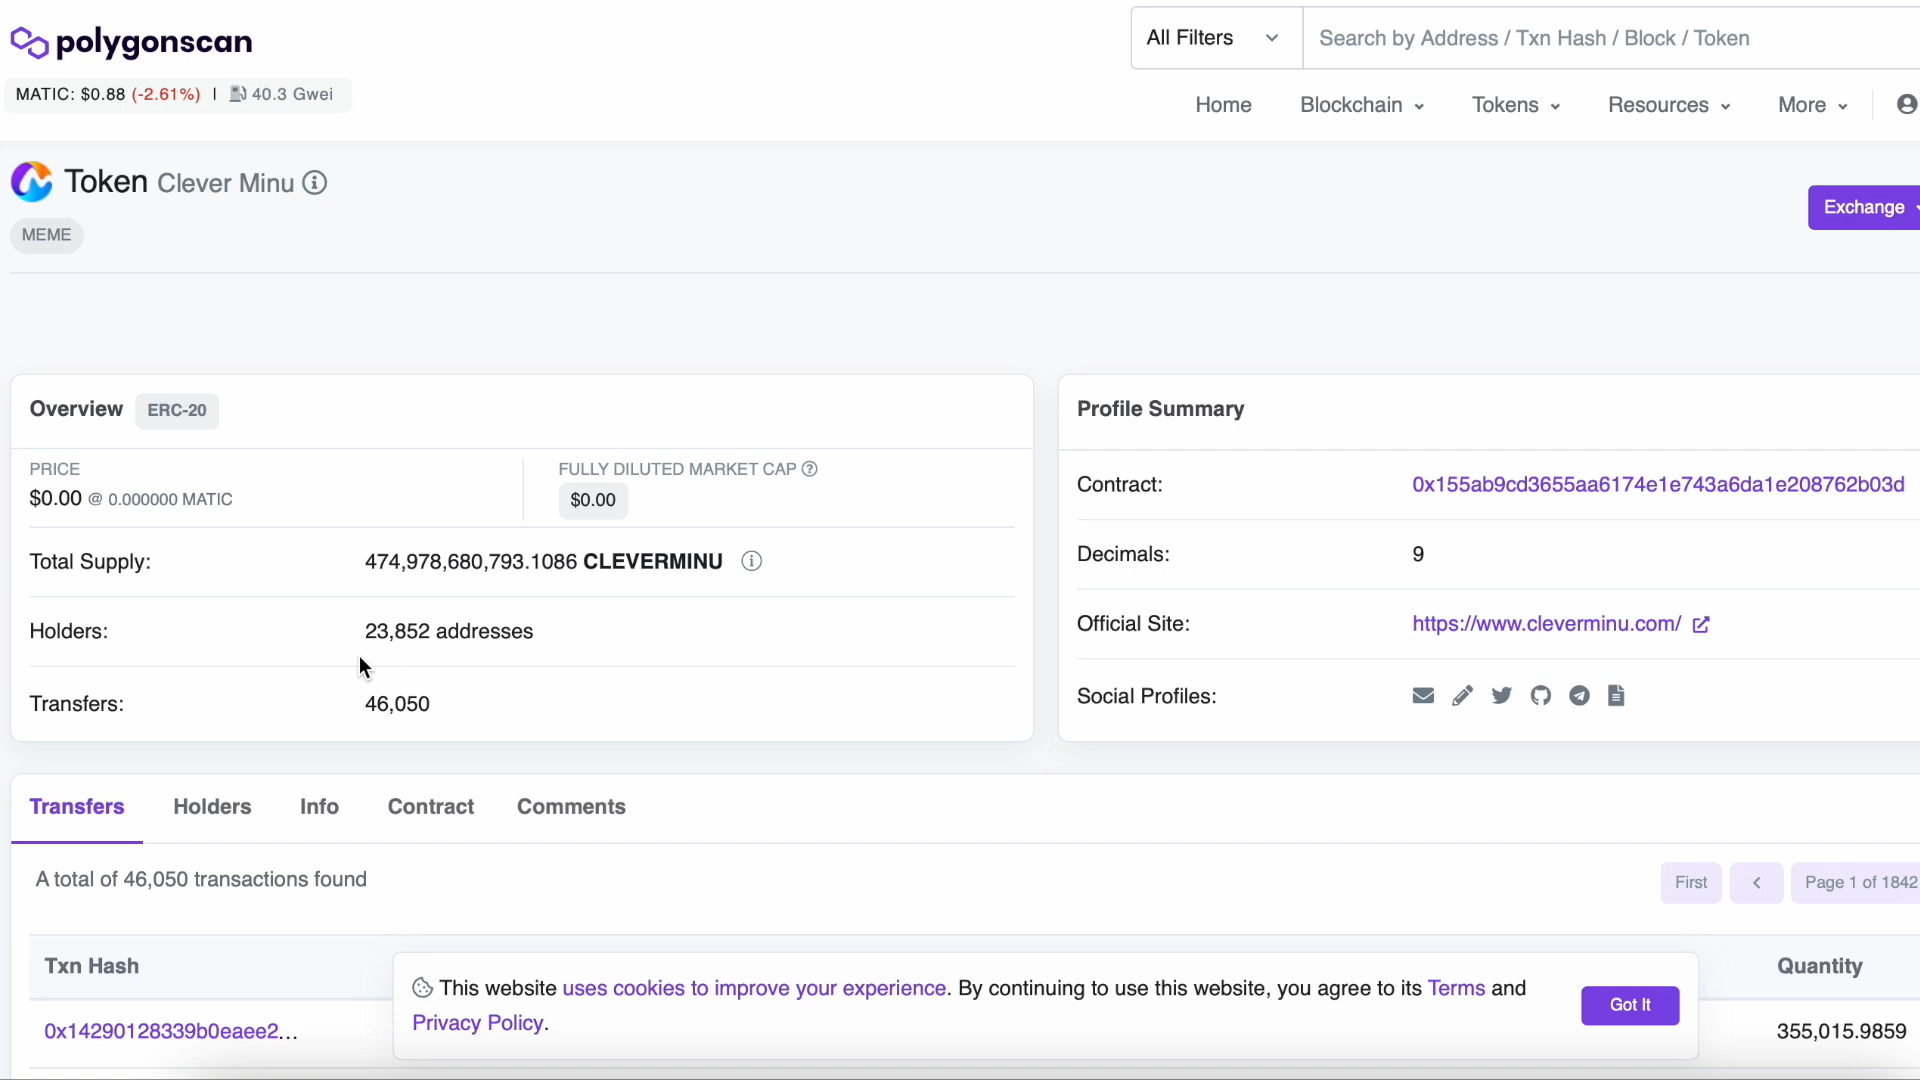 polygonscan
All Filters
Search by Address / Txn Hash / Block / Token
MATIC: $0.88 (-2.61%) | 40.3 Gwei
Home Blockchain Tokens Resources More
Token Clever Minu
Exchange
MEME
Overview ERC-20
Profile Summary
PRICE
FULLY DILUTED MARKET CAP
$0.00 @ 0.000000 MATIC
$0.00
Contract: 0x155ab9cd3655aa6174e1e743a6da1e208762b03d
Total Supply: 474,978,680,793.1086 CLEVERMINU
Decimals: 9
Holders: 23,852 addresses
Official Site: https://www.cleverminu.com/
Transfers: 46,050
Social Profiles:
Transfers Holders Info Contract Comments
A total of 46,050 transactions found
First
Page 1 of 1842
Txn Hash
Quantity
This website uses cookies to improve your experience. By continuing to use this website, you agree to its Terms and
Privacy Policy.
Got It
0x14290128339b0eaee2...
355,015.9859